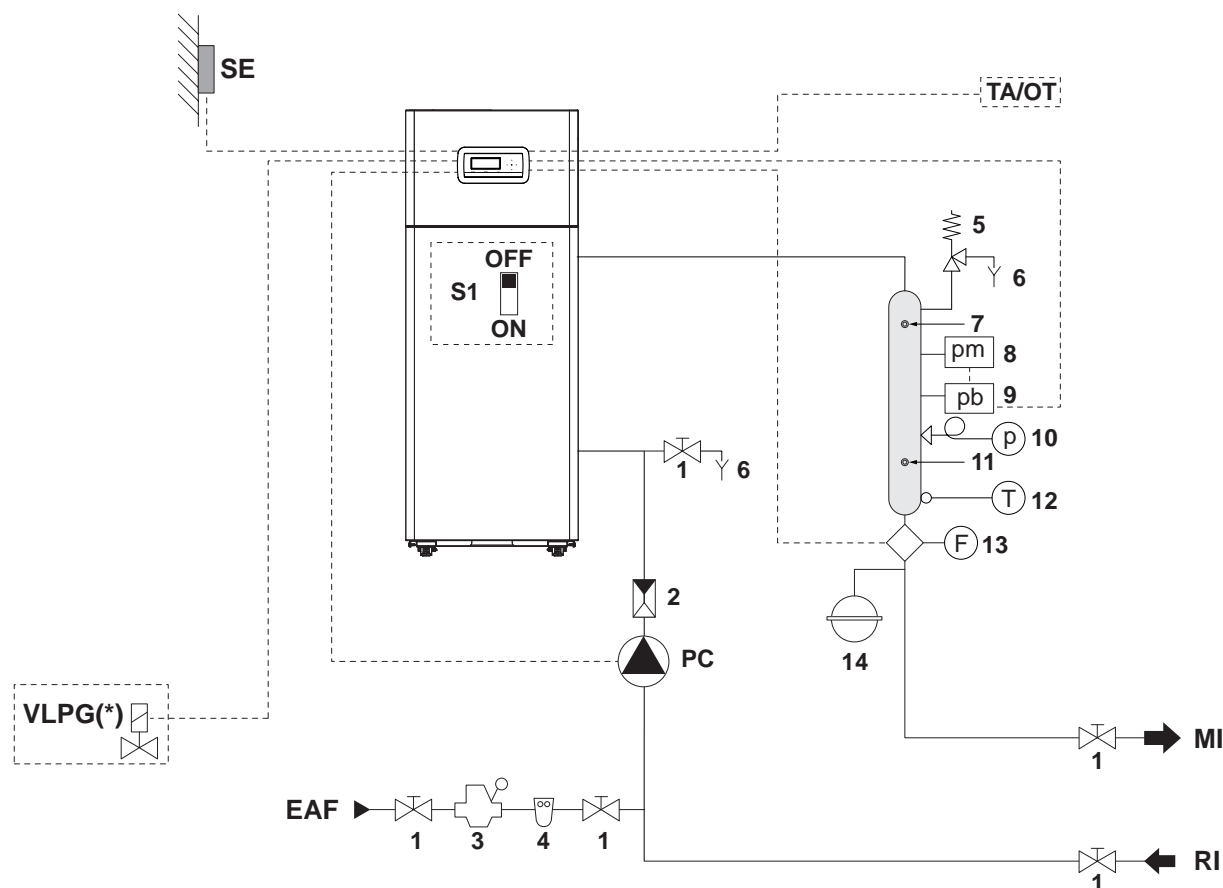 SE
TA/OT
OFF
S1
ON
5
6
7
pm
8
pb
9
p
10
1
6
11
T
12
F
13
2
14
PC
VLPG(*)
MI
1
EAF
1
3
4
1
RI
1